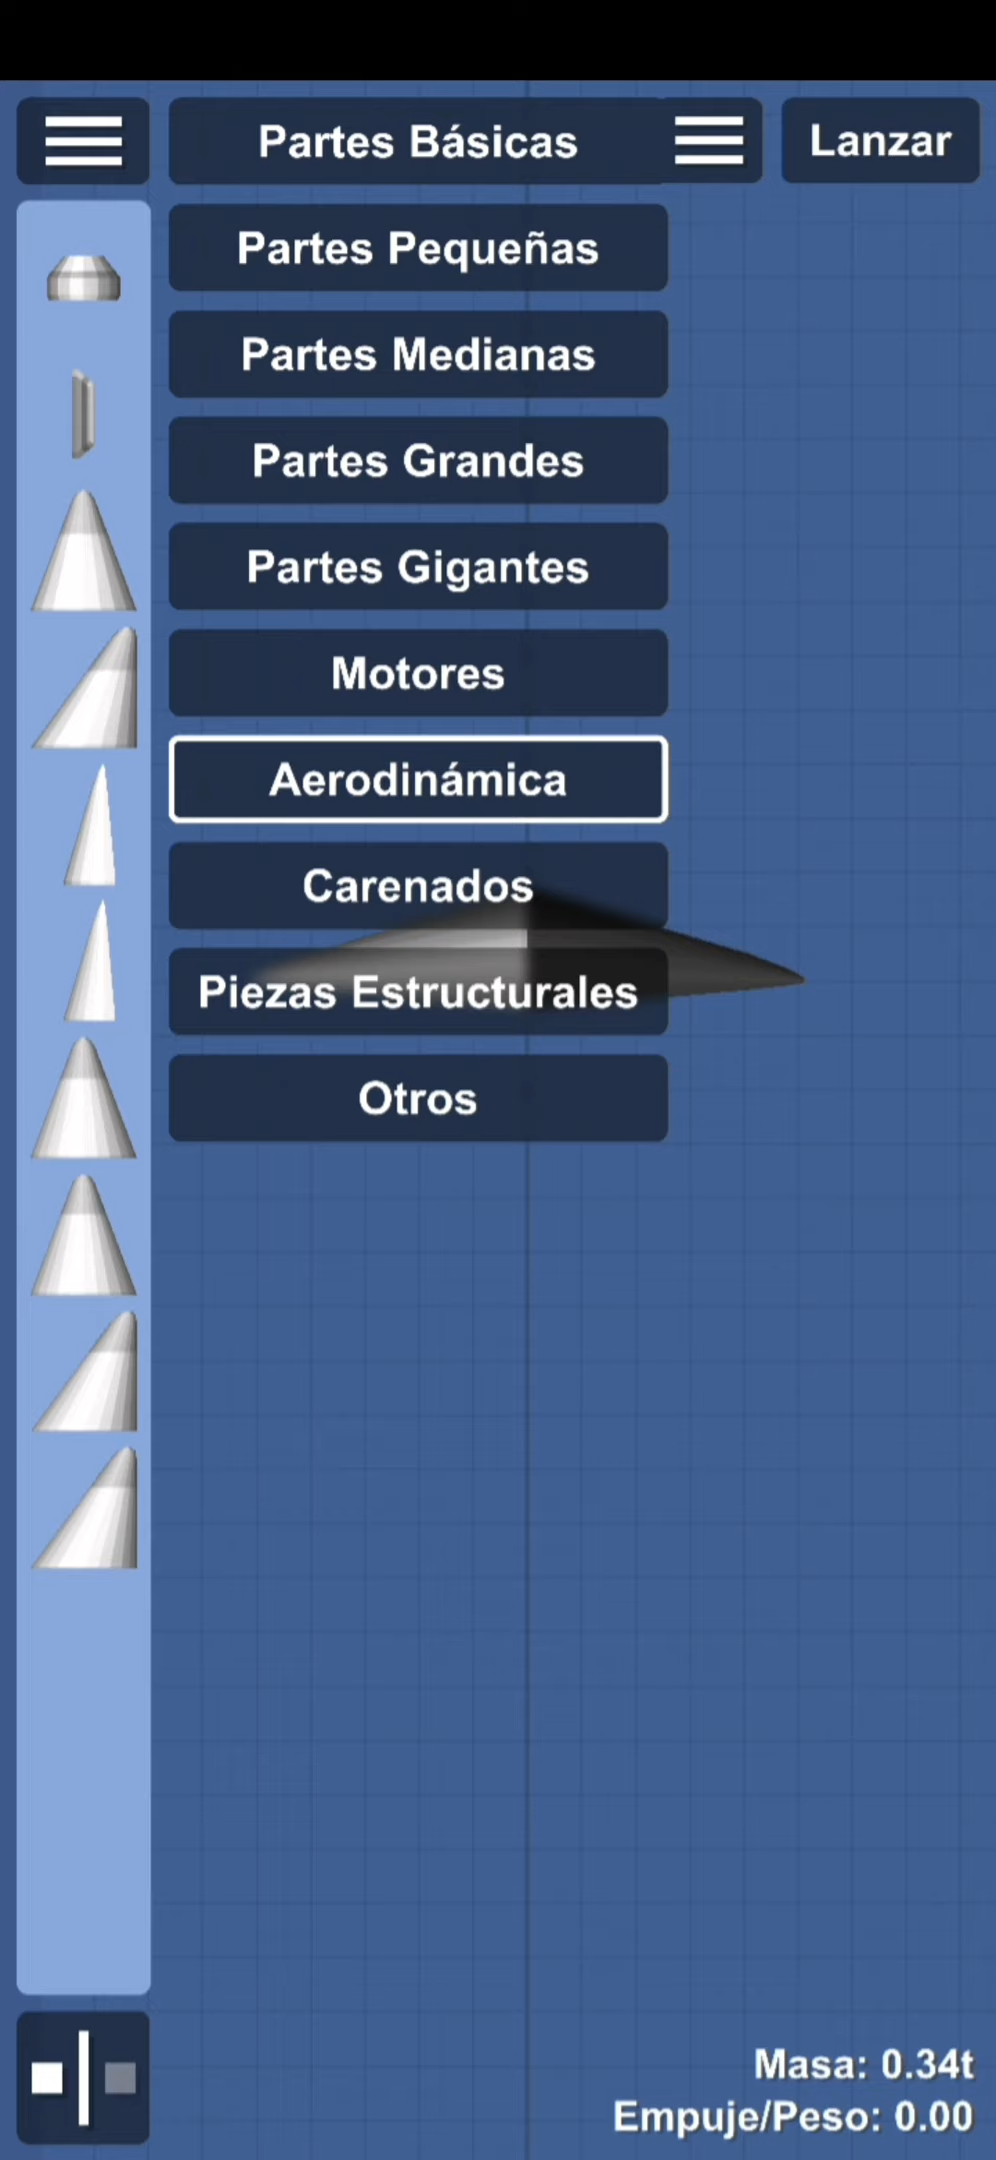 Partes Básicas
Lanzar
Partes Pequeñas
Partes Medianas
Partes Grandes
Partes Gigantes
Motores
Aerodinámica
Carenados
Piezas Estructurales
Otros
Masa: 0.34t
Empuje/Peso: 0.00